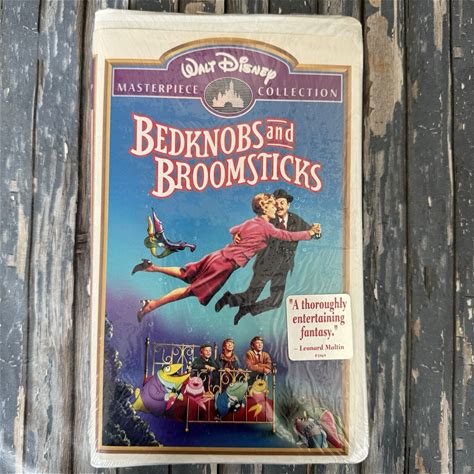 WALT DISNEY
MASTERPIECE COLLECTION
BEDKNOBS and
BROOMSTICKS
"A thoroughly
entertaining
fantasy."
– Leonard Maltin